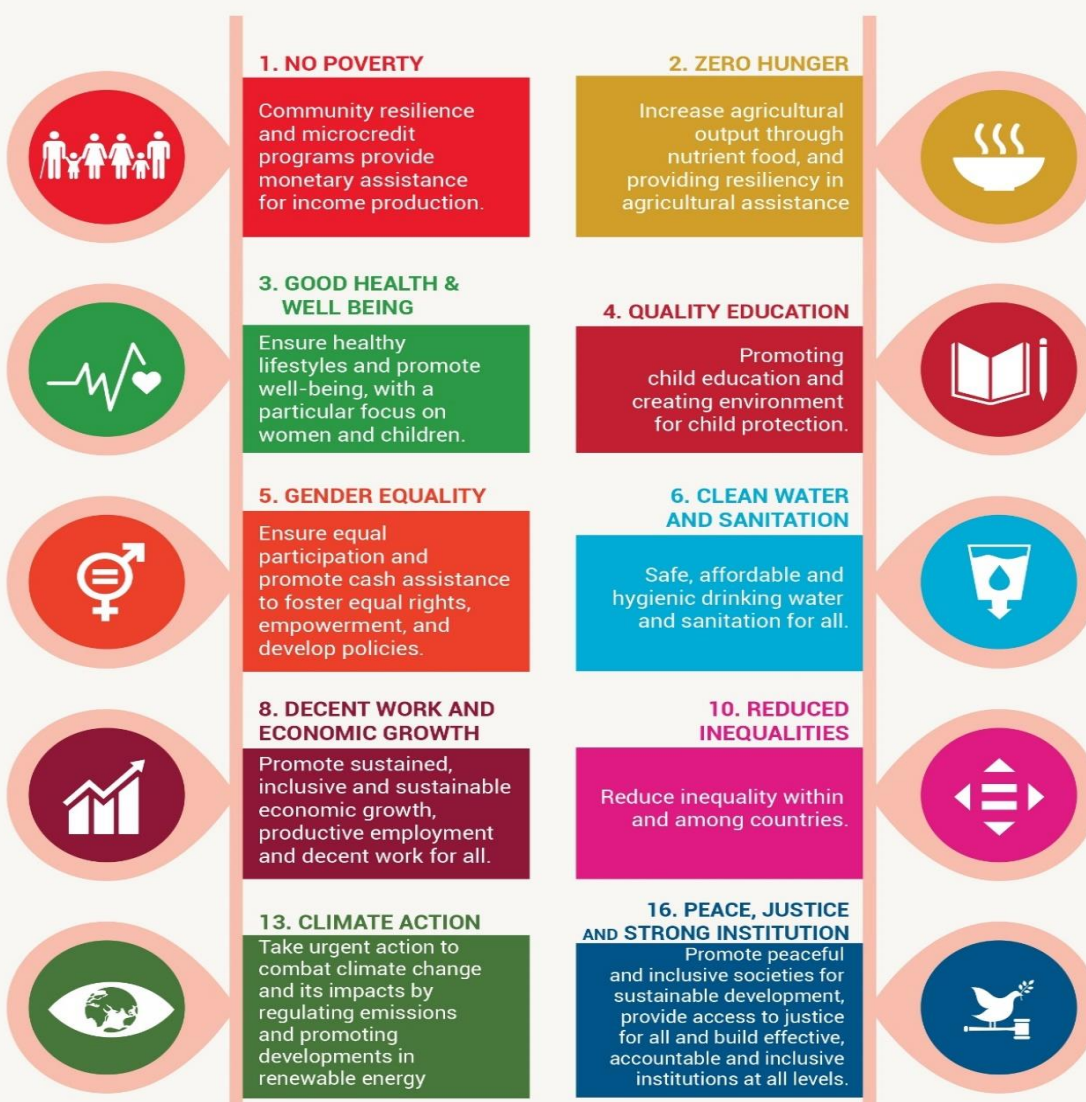 1. NO POVERTY
Community resilience
and microcredit
programs provide
monetary assistance
for income production.
2. ZERO HUNGER
Increase agricultural
output through
nutrient food, and
providing resiliency in
agricultural assistance
3. GOOD HEALTH &
WELL BEING
Ensure healthy
lifestyles and promote
well-being, with a
particular focus on
women and children.
4. QUALITY EDUCATION
Promoting
child education and
creating environment
for child protection.
5. GENDER EQUALITY
Ensure equal
participation and
promote cash assistance
to foster equal rights,
empowerment, and
develop policies.
6. CLEAN WATER
AND SANITATION
Safe, affordable and
hygienic drinking water
and sanitation for all.
8. DECENT WORK AND
ECONOMIC GROWTH
Promote sustained,
inclusive and sustainable
economic growth,
productive employment
and decent work for all.
10. REDUCED
INEQUALITIES
Reduce inequality within
and among countries.
13. CLIMATE ACTION
Take urgent action to
combat climate change
and its impacts by
regulating emissions
and promoting
developments in
renewable energy
16. PEACE, JUSTICE
AND STRONG INSTITUTION
Promote peaceful
and inclusive societies for
sustainable development,
provide access to justice
for all and build effective,
accountable and inclusive
institutions at all levels.